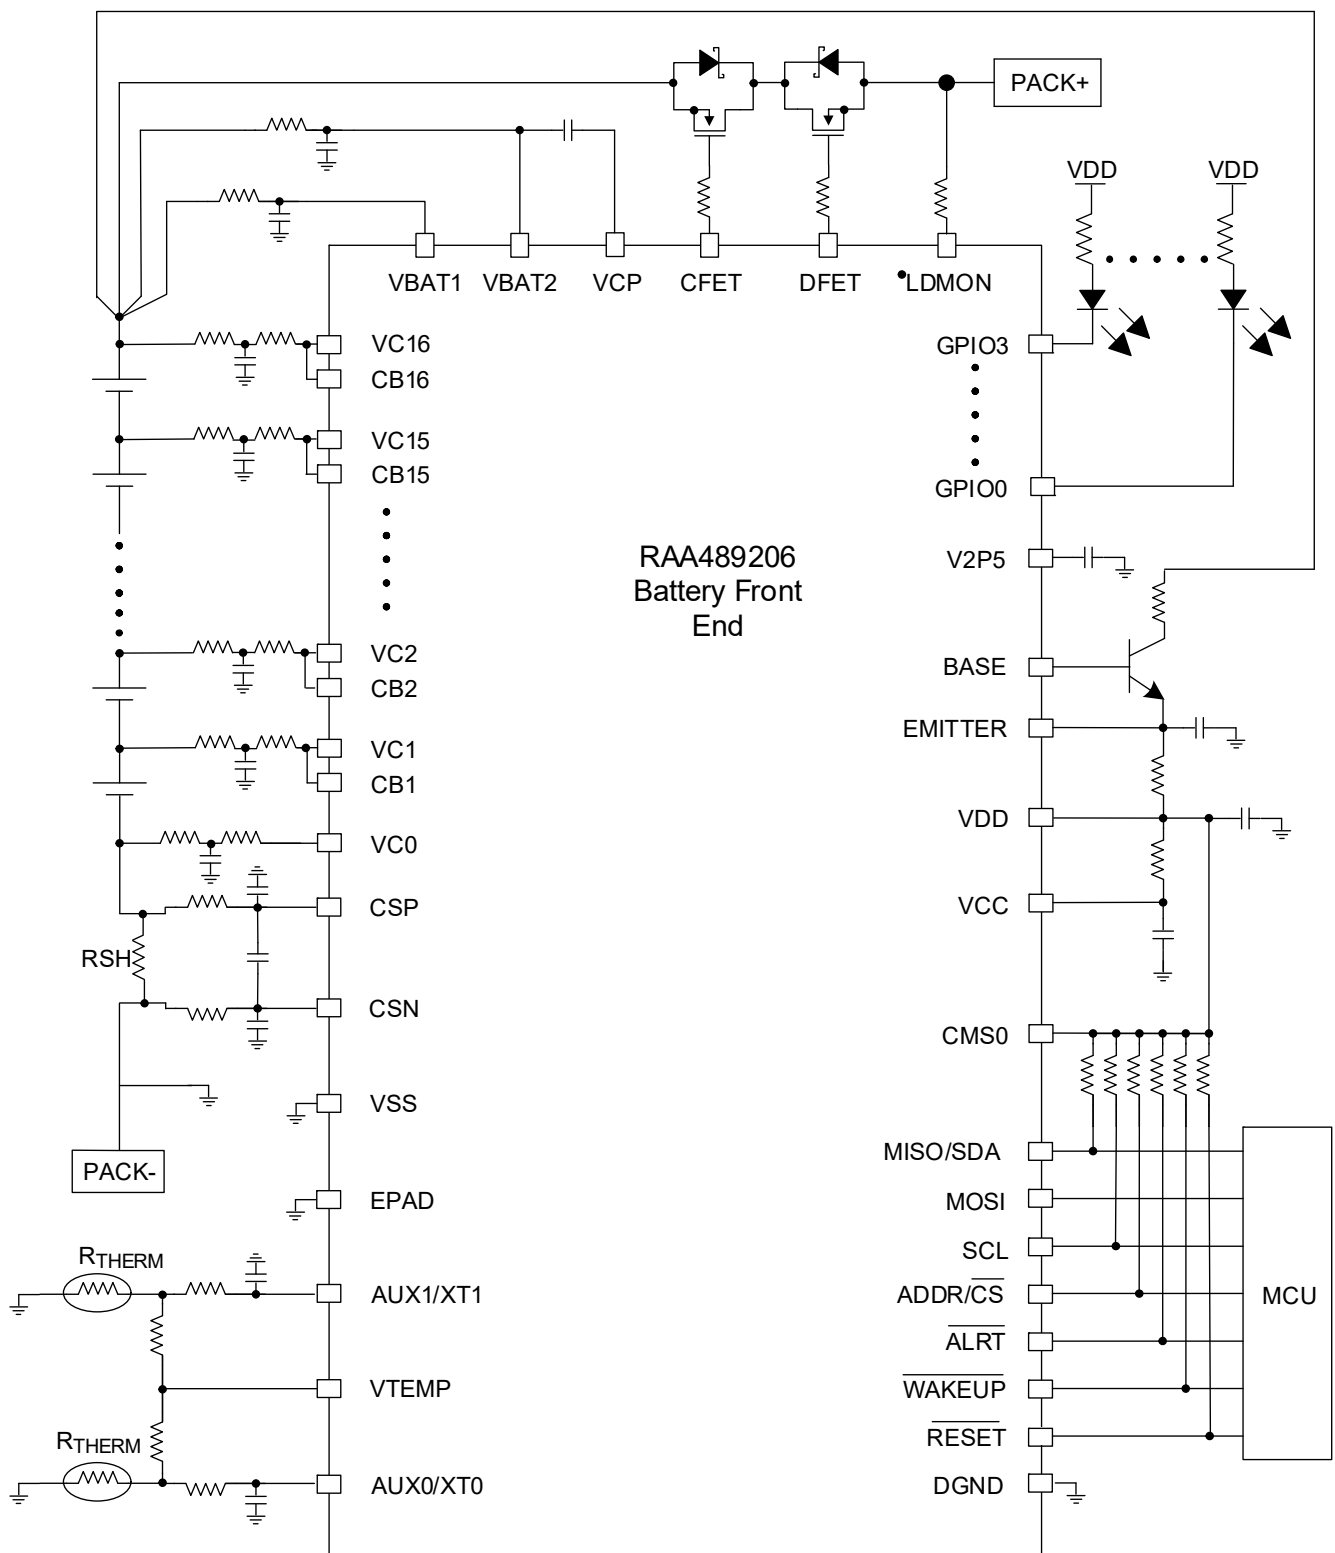 PACK+
VDD
VDD
VBAT1
VBAT2
VCP
CFET
DFET
LDMON
VC16
CB16
GPIO3
VC15
CB15
GPIO0
RAA489206
Battery Front
End
V2P5
VC2
CB2
BASE
VC1
CB1
EMITTER
VC0
VDD
CSP
VCC
RSH
CSN
CMS0
VSS
MISO/SDA
PACK-
EPAD
MOSI
SCL
RTHERM
AUX1/XT1
ADDR/CS
MCU
ALRT
VTEMP
WAKEUP
RTHERM
RESET
AUX0/XT0
DGND